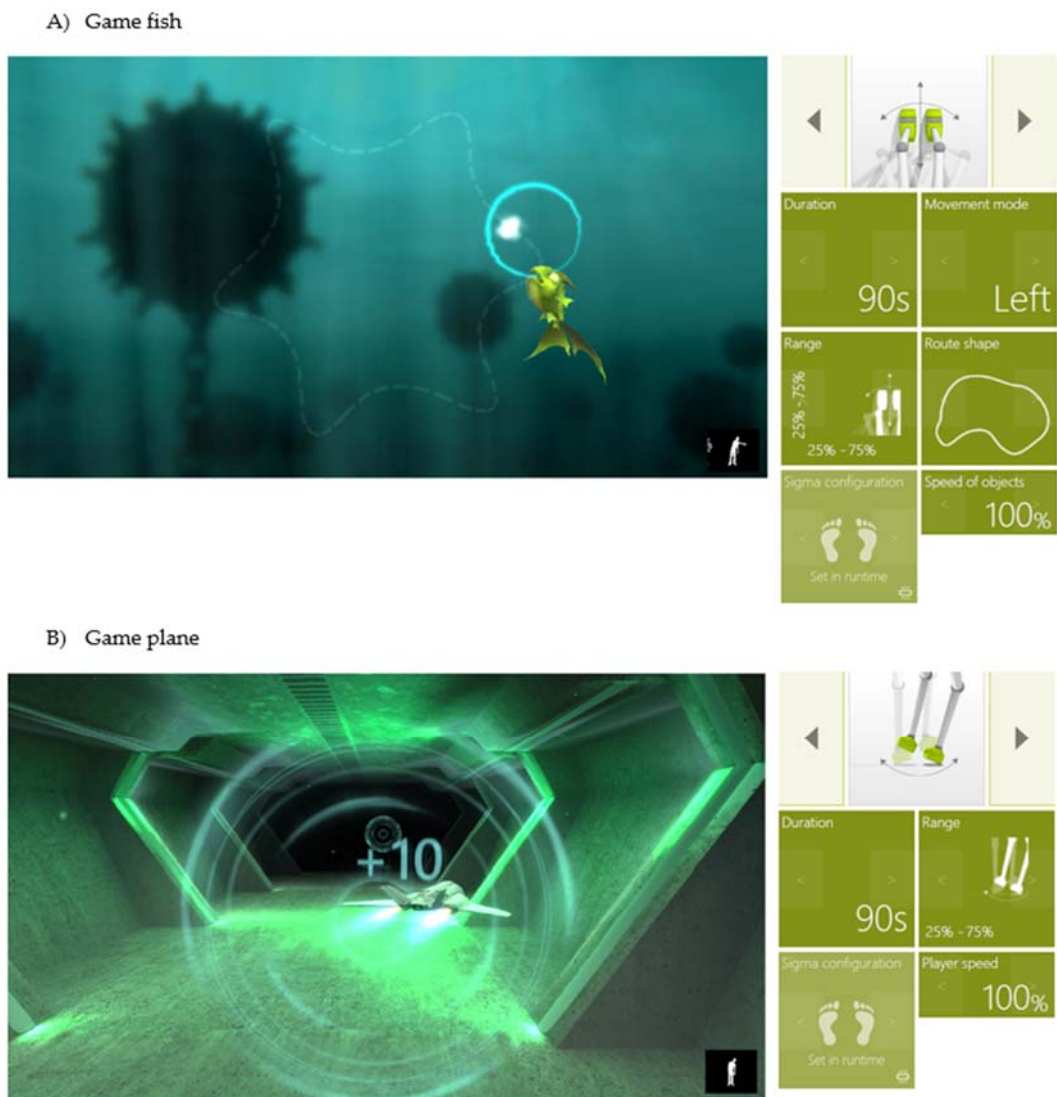 A) Game fish
Duration
90s
Movement mode
Left
Range
25% -75%
25% -75%
Route shape
Sigma configuration
Set in runtime
Speed of objects
100%
B) Game plane
+10
Duration
90s
Range
25% -75%
Sigma configuration
Set in runtime
Player speed
100%